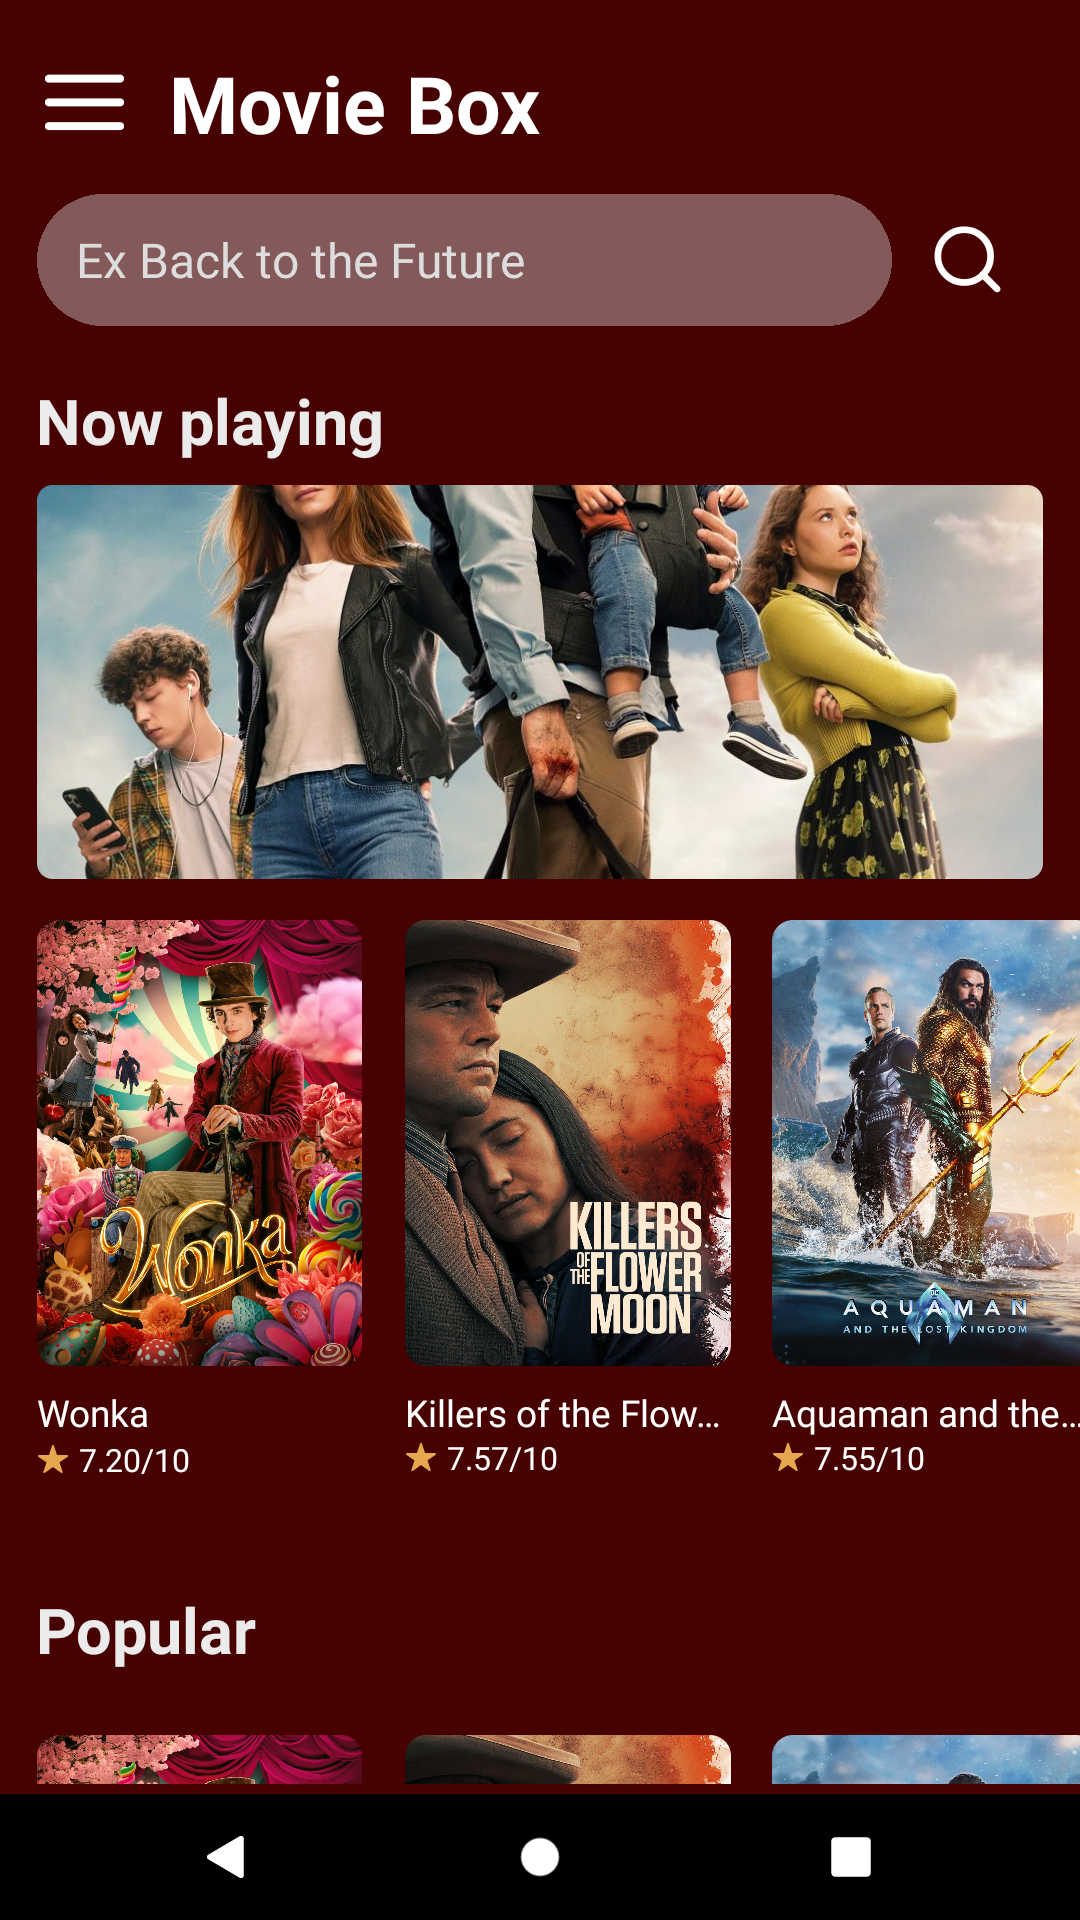 Movie Box
Ex Back to the Future
Now playing
Wonka
KILLERS
OF THE FLOWER
MOON
DC
AQUAMAN
AND THE LOST KINGDOM
Wonka
7.20/10
Killers of the Flow...
7.57/10
Aquaman and the...
7.55/10
Popular